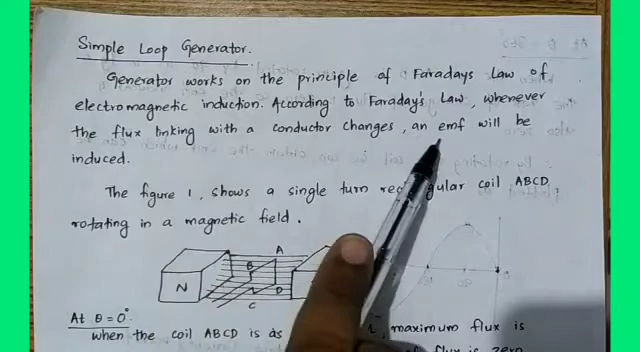 Simple Loop Generator.
Generator works on the principle of Faradays Law of
electromagnetic induction. According to Faraday's Law, whenever
the flux linking with a conductor changes, an emf will be
induced.
The figure 1, shows a single turn rec gular coil ABCD,
rotating in a magnetic field.
A
B
N
D
C
At θ = 0°
when the coil ABCD is as 1, maximum flux is
flux is zero